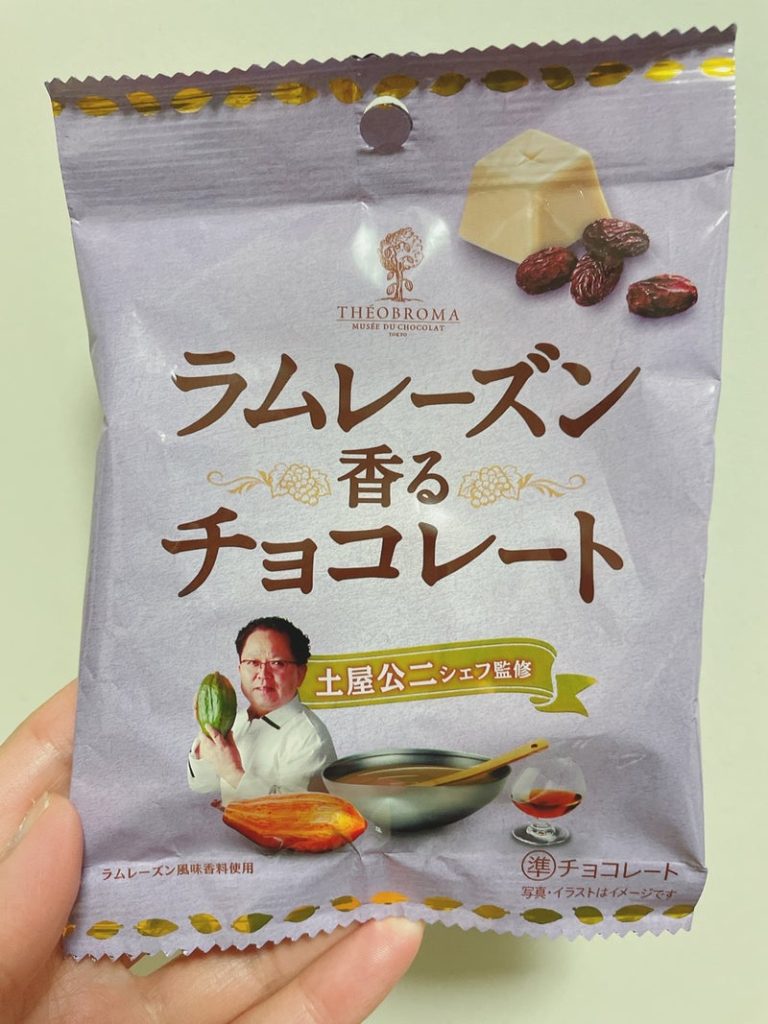 THÉOBROMA
MUSÉE DU CHOCOLAT
TOKYO
ラムレーズン
香る
チョコレート
土屋公二シェフ監修
ラムレーズン風味香料使用
準チョコレート
写真・イラストはイメージです